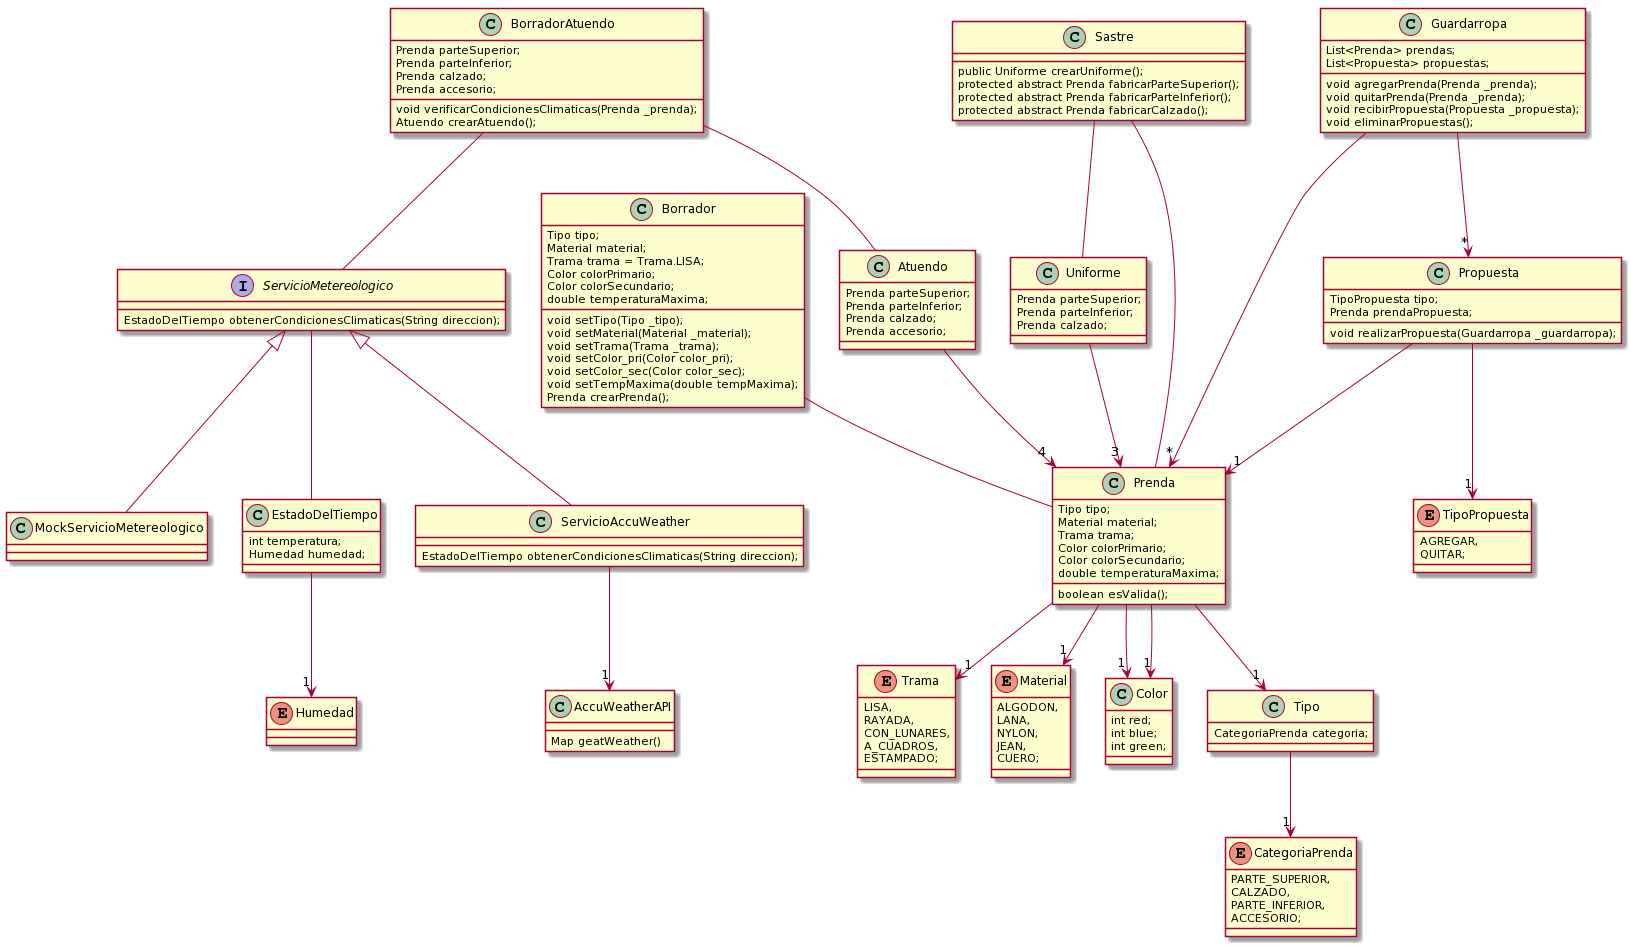 C BorradorAtuendo
Prenda parteSuperior;
Prenda parteInferior;
Prenda calzado;
Prenda accesorio;
void verificarCondicionesClimaticas(Prenda _prenda);
Atuendo crearAtuendo();
C Sastre
public Uniforme crearUniforme();
protected abstract Prenda fabricarParteSuperior();
protected abstract Prenda fabricarParteInferior();
protected abstract Prenda fabricarCalzado();
C Guardarropa
List<Prenda> prendas;
List<Propuesta> propuestas;
void agregarPrenda(Prenda _prenda);
void quitarPrenda(Prenda _prenda);
void recibirPropuesta(Propuesta _propuesta);
void eliminarPropuestas();
C Borrador
Tipo tipo;
Material material;
Trama trama = Trama.LISA;
Color colorPrimario;
Color colorSecundario;
double temperaturaMaxima;
void setTipo(Tipo _tipo);
void setMaterial(Material _material);
void setTrama(Trama _trama);
void setColor_pri(Color color_pri);
void setColor_sec(Color color_sec);
void setTempMaxima(double tempMaxima);
Prenda crearPrenda();
I ServicioMetereologico
EstadoDelTiempo obtenerCondicionesClimaticas(String direccion);
C Atuendo
Prenda parteSuperior;
Prenda parteInferior;
Prenda calzado;
Prenda accesorio;
C Uniforme
Prenda parteSuperior;
Prenda parteInferior;
Prenda calzado;
*
C Propuesta
TipoPropuesta tipo;
Prenda prendaPropuesta;
void realizarPropuesta(Guardarropa _guardarropa);
4
3
*
1
1
C MockServicioMetereologico
C EstadoDelTiempo
int temperatura;
Humedad humedad;
C ServicioAccuWeather
EstadoDelTiempo obtenerCondicionesClimaticas(String direccion);
C Prenda
Tipo tipo;
Material material;
Trama trama;
Color colorPrimario;
Color colorSecundario;
double temperaturaMaxima;
boolean esValida();
E TipoPropuesta
AGREGAR,
QUITAR;
1
1
1
1
1
1
1
E Humedad
C AccuWeatherAPI
Map geatWeather()
E Trama
LISA,
RAYADA,
CON_LUNARES,
A_CUADROS,
ESTAMPADO;
E Material
ALGODON,
LANA,
NYLON,
JEAN,
CUERO;
C Color
int red;
int blue;
int green;
C Tipo
CategoriaPrenda categoria;
1
E CategoriaPrenda
PARTE_SUPERIOR,
CALZADO,
PARTE_INFERIOR,
ACCESORIO;